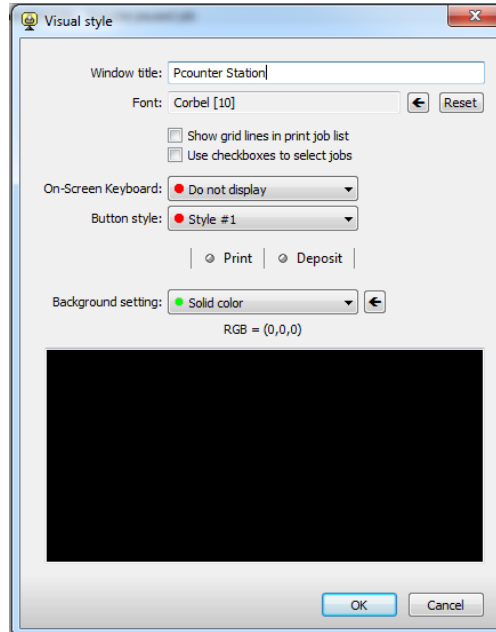 Visual style
Window title: Pcounter Station
Font: Corbel [10] Reset
Show grid lines in print job list
Use checkboxes to select jobs
On-Screen Keyboard: Do not display
Button style: Style #1
Print Deposit
Background setting: Solid color
RGB = (0,0,0)
OK Cancel